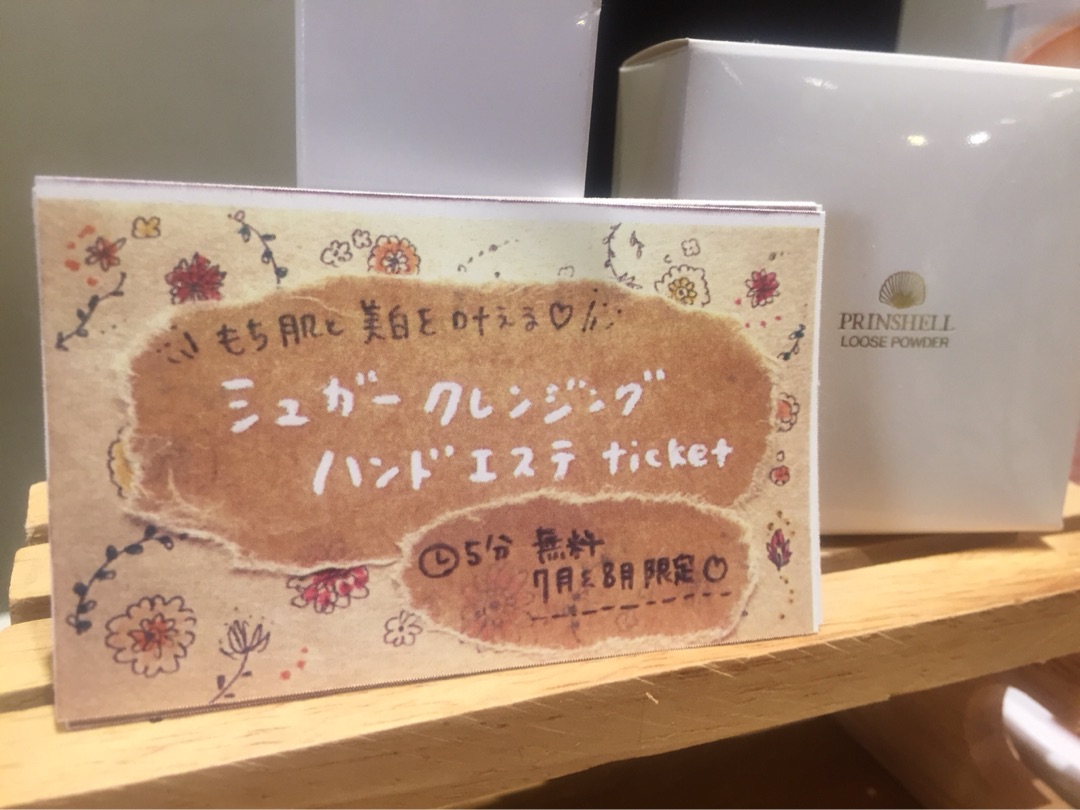 もち肌と美白を叶える♡
シュガークレンジング
ハンドエステ ticket
5分 無料
7月と8月限定♡
PRINSHELL
LOOSE POWDER